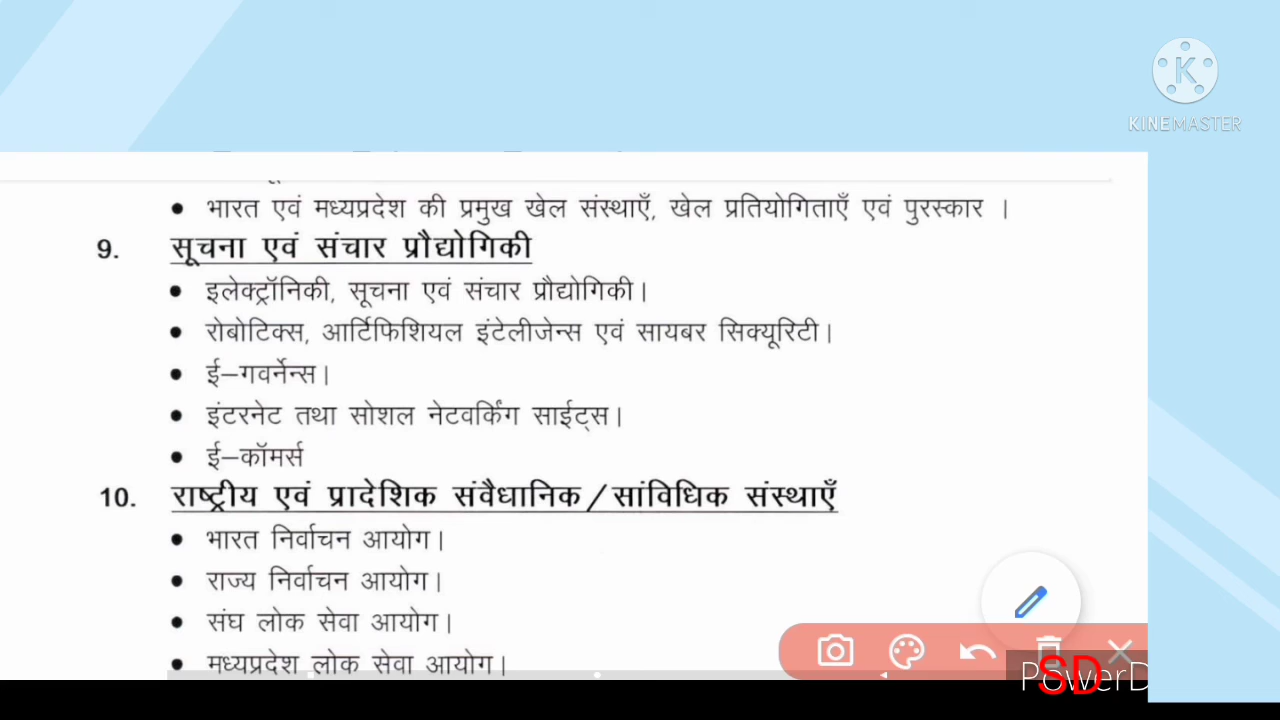 KINEMASTER
• भारत एवं मध्यप्रदेश की प्रमुख खेल संस्थाएँ, खेल प्रतियोगिताएँ एवं पुरस्कार ।
9. सूचना एवं संचार प्रौद्योगिकी
• इलेक्ट्रॉनिकी, सूचना एवं संचार प्रौद्योगिकी।
• रोबोटिक्स, आर्टिफिशियल इंटेलीजेन्स एवं सायबर सिक्यूरिटी।
• ई–गवर्नेन्स।
• इंटरनेट तथा सोशल नेटवर्किंग साईट्स।
• ई–कॉमर्स
10. राष्ट्रीय एवं प्रादेशिक संवैधानिक/सांविधिक संस्थाएँ
• भारत निर्वाचन आयोग।
• राज्य निर्वाचन आयोग।
• संघ लोक सेवा आयोग।
• मध्यप्रदेश लोक सेवा आयोग।
SD